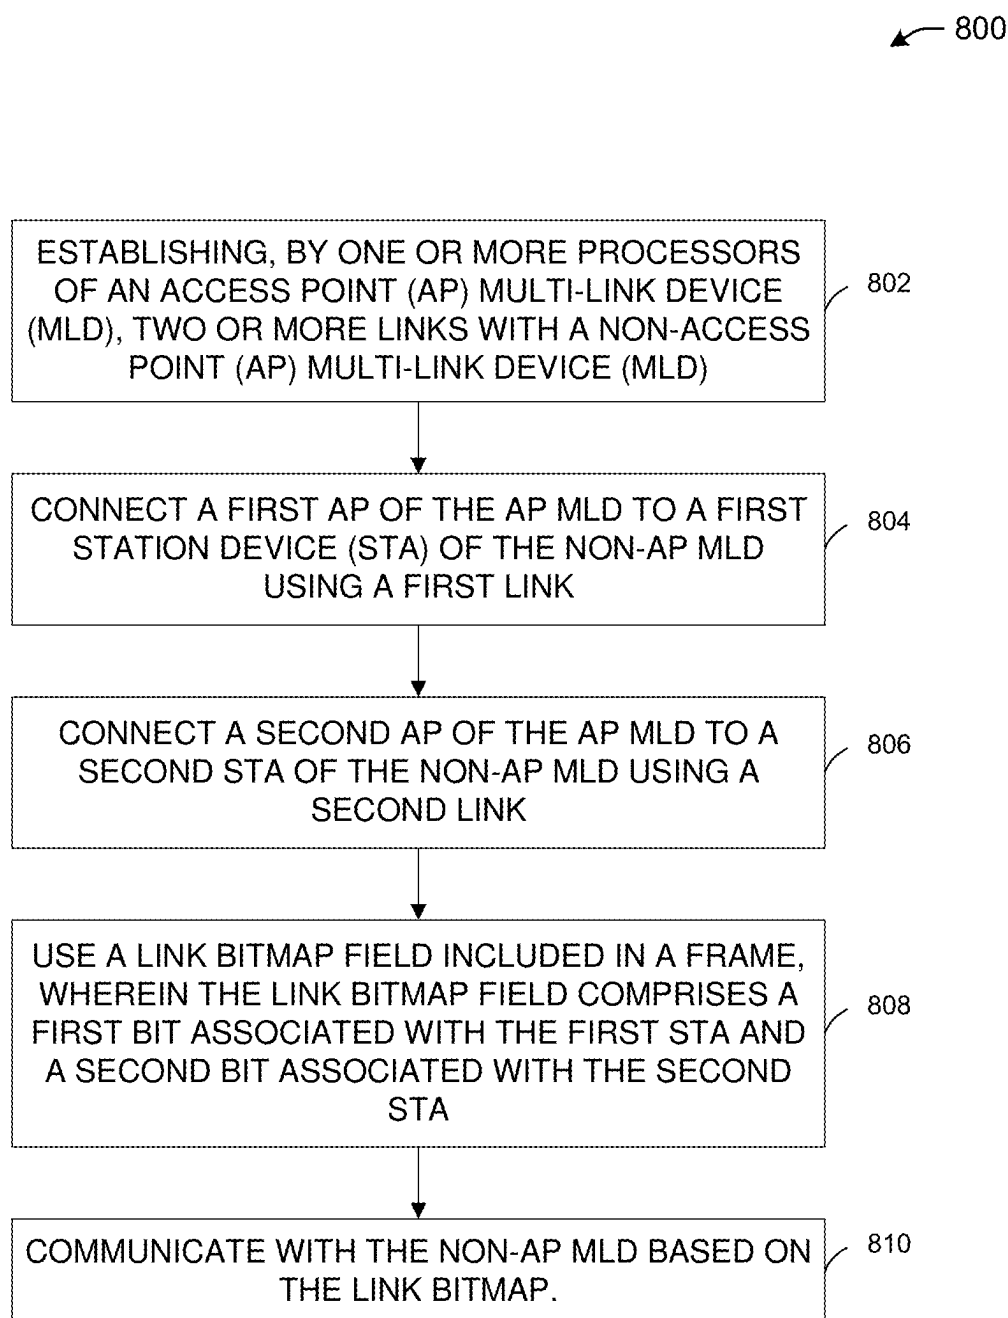 800
ESTABLISHING, BY ONE OR MORE PROCESSORS
OF AN ACCESS POINT (AP) MULTI-LINK DEVICE
(MLD), TWO OR MORE LINKS WITH A NON-ACCESS
POINT (AP) MULTI-LINK DEVICE (MLD)
802
CONNECT A FIRST AP OF THE AP MLD TO A FIRST
STATION DEVICE (STA) OF THE NON-AP MLD
USING A FIRST LINK
804
CONNECT A SECOND AP OF THE AP MLD TO A
SECOND STA OF THE NON-AP MLD USING A
SECOND LINK
806
USE A LINK BITMAP FIELD INCLUDED IN A FRAME,
WHEREIN THE LINK BITMAP FIELD COMPRISES A
FIRST BIT ASSOCIATED WITH THE FIRST STA AND
A SECOND BIT ASSOCIATED WITH THE SECOND
STA
808
COMMUNICATE WITH THE NON-AP MLD BASED ON
THE LINK BITMAP.
810